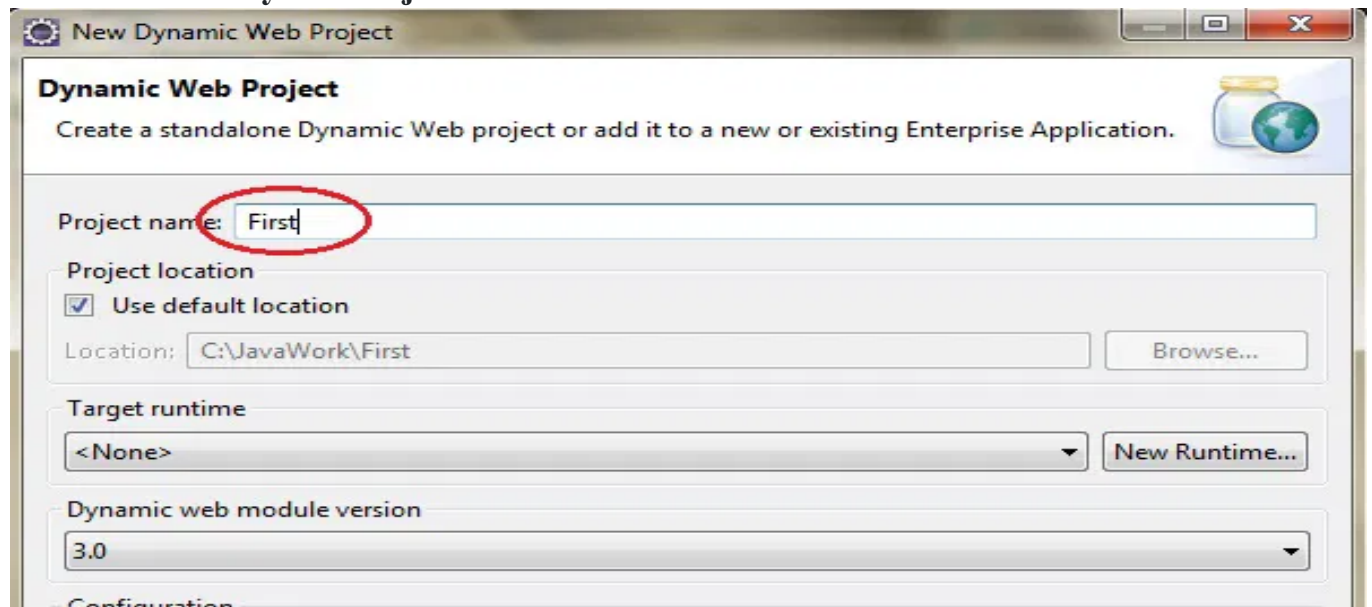 New Dynamic Web Project
Dynamic Web Project
Create a standalone Dynamic Web project or add it to a new or existing Enterprise Application.
Project name: First
Project location
Use default location
Location: C:\JavaWork\First Browse...
Target runtime
<None> New Runtime...
Dynamic web module version
3.0
Configuration